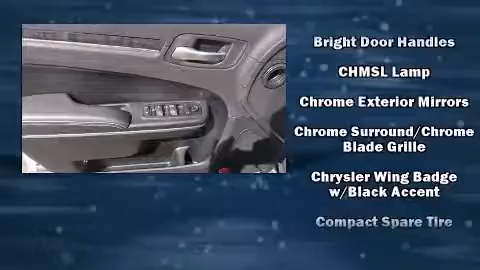 Bright Door Handles
CHMSL Lamp
Chrome Exterior Mirrors
Chrome Surround/Chrome
Blade Grille
Chrysler Wing Badge
w/Black Accent
Compact Spare Tire